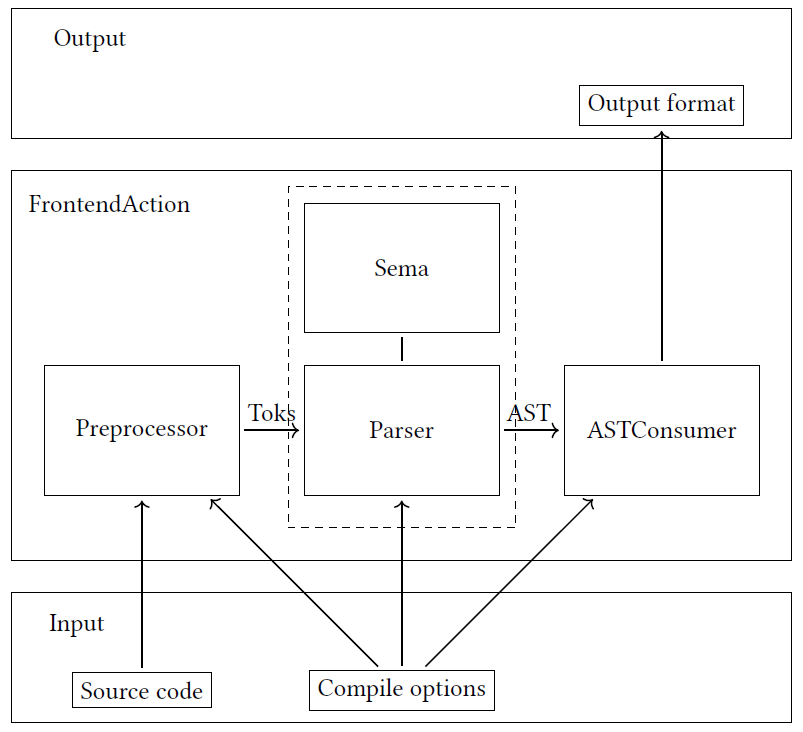 Output
Output format
FrontendAction
Sema
Preprocessor
Toks
Parser
AST
ASTConsumer
Input
Source code
Compile options